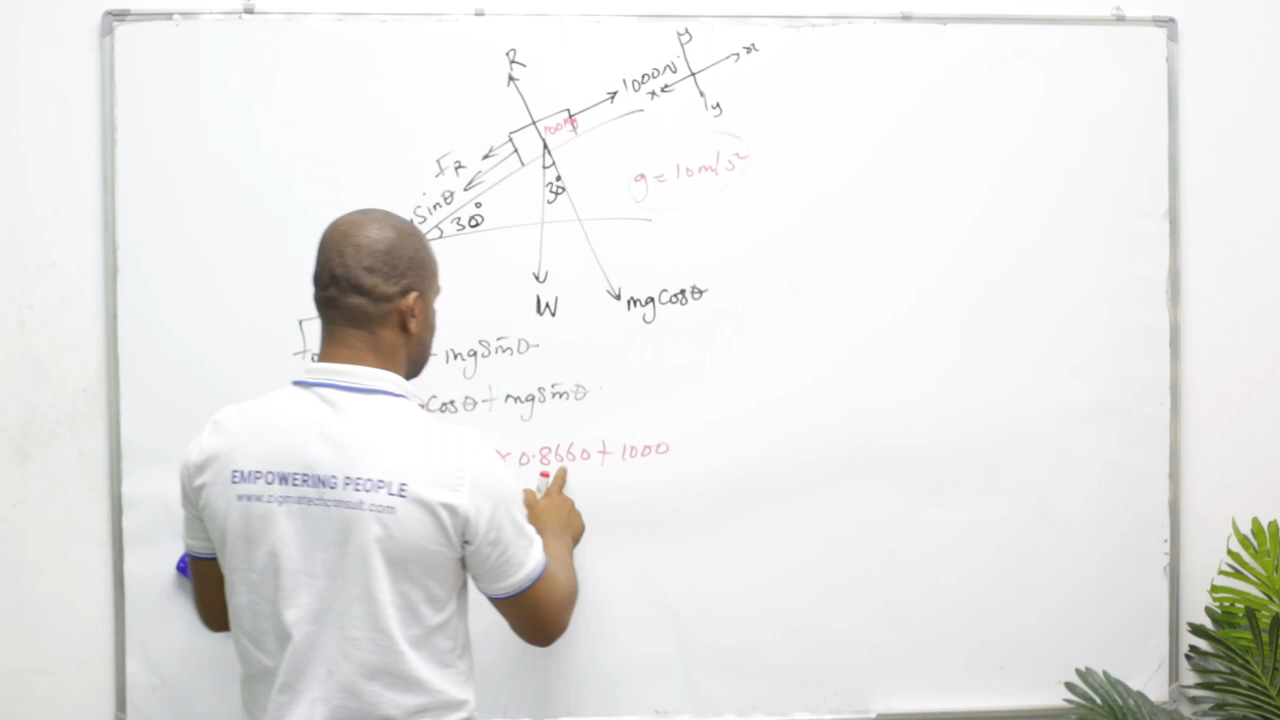 y
x
R
1000N
x
y
100kg
FR
g = 10m/s²
30°
sinθ
30°
W
mgcosθ
mgsinθ
cosθ + mgsinθ
× 0.8660 + 1000
EMPOWERING PEOPLE
www.zigmatechconsult.com